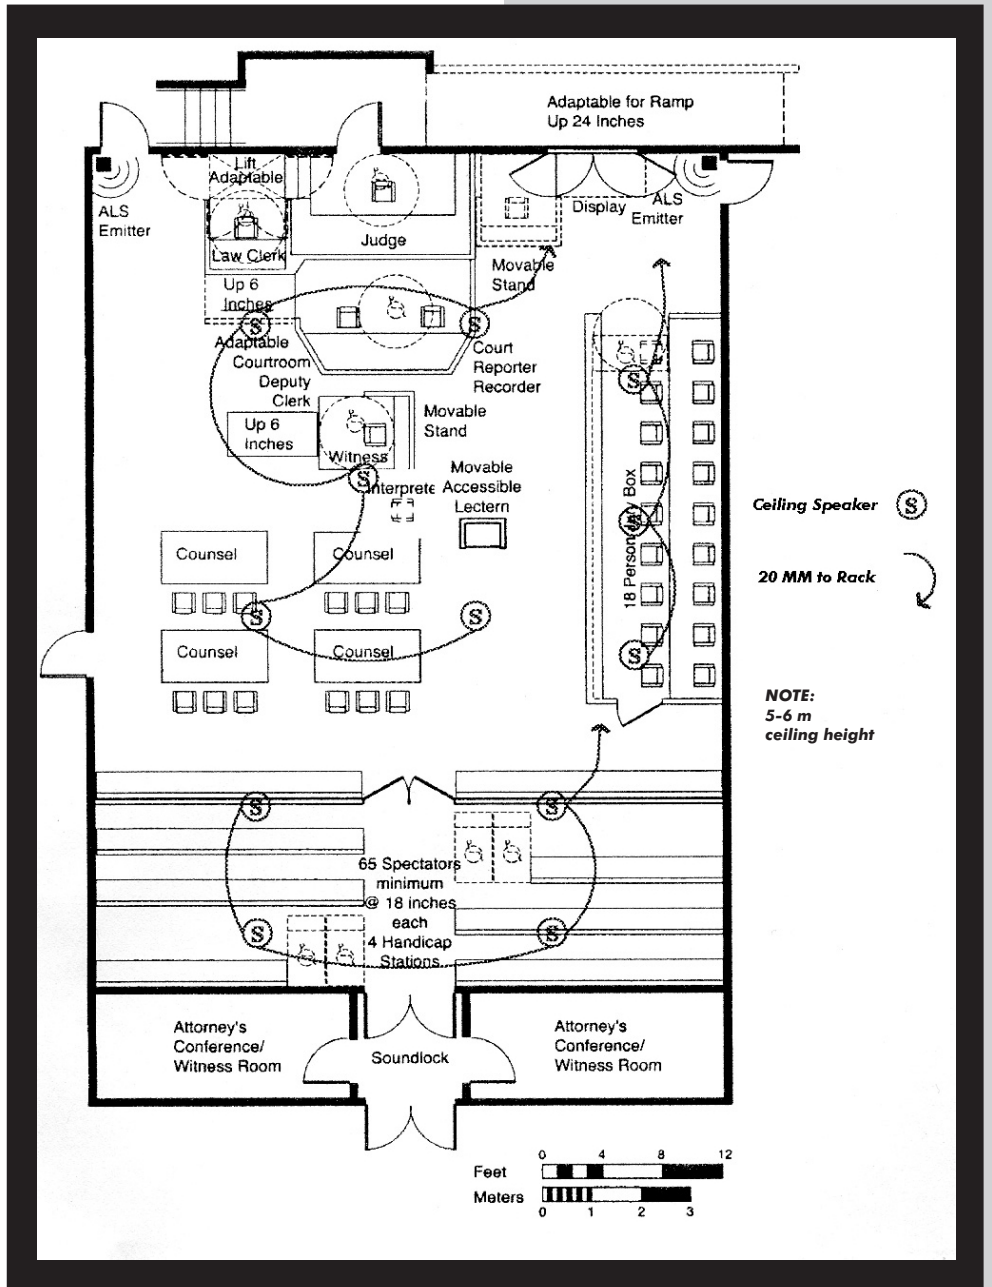 Adaptable for Ramp
Up 24 Inches
Lift
Adaptable
ALS
Emitter
Display
ALS
Emitter
Judge
Law Clerk
Movable
Stand
Up 6
Inches
S
S
Adaptable
Courtroom
Deputy
Clerk
Court
Reporter
Recorder
S
Up 6
Inches
Movable
Stand
Witness
S
Interprete
Movable
Accessible
Lectern
18 Person Jury Box
S
Ceiling Speaker S
Counsel
Counsel
20 MM to Rack
S
S
Counsel
Counsel
S
NOTE:
5-6 m
ceiling height
S
S
65 Spectators
minimum
@ 18 inches
each
4 Handicap
Stations
S
S
Attorney's
Conference/
Witness Room
Soundlock
Attorney's
Conference/
Witness Room
0 4 8 12
Feet
Meters
0 1 2 3